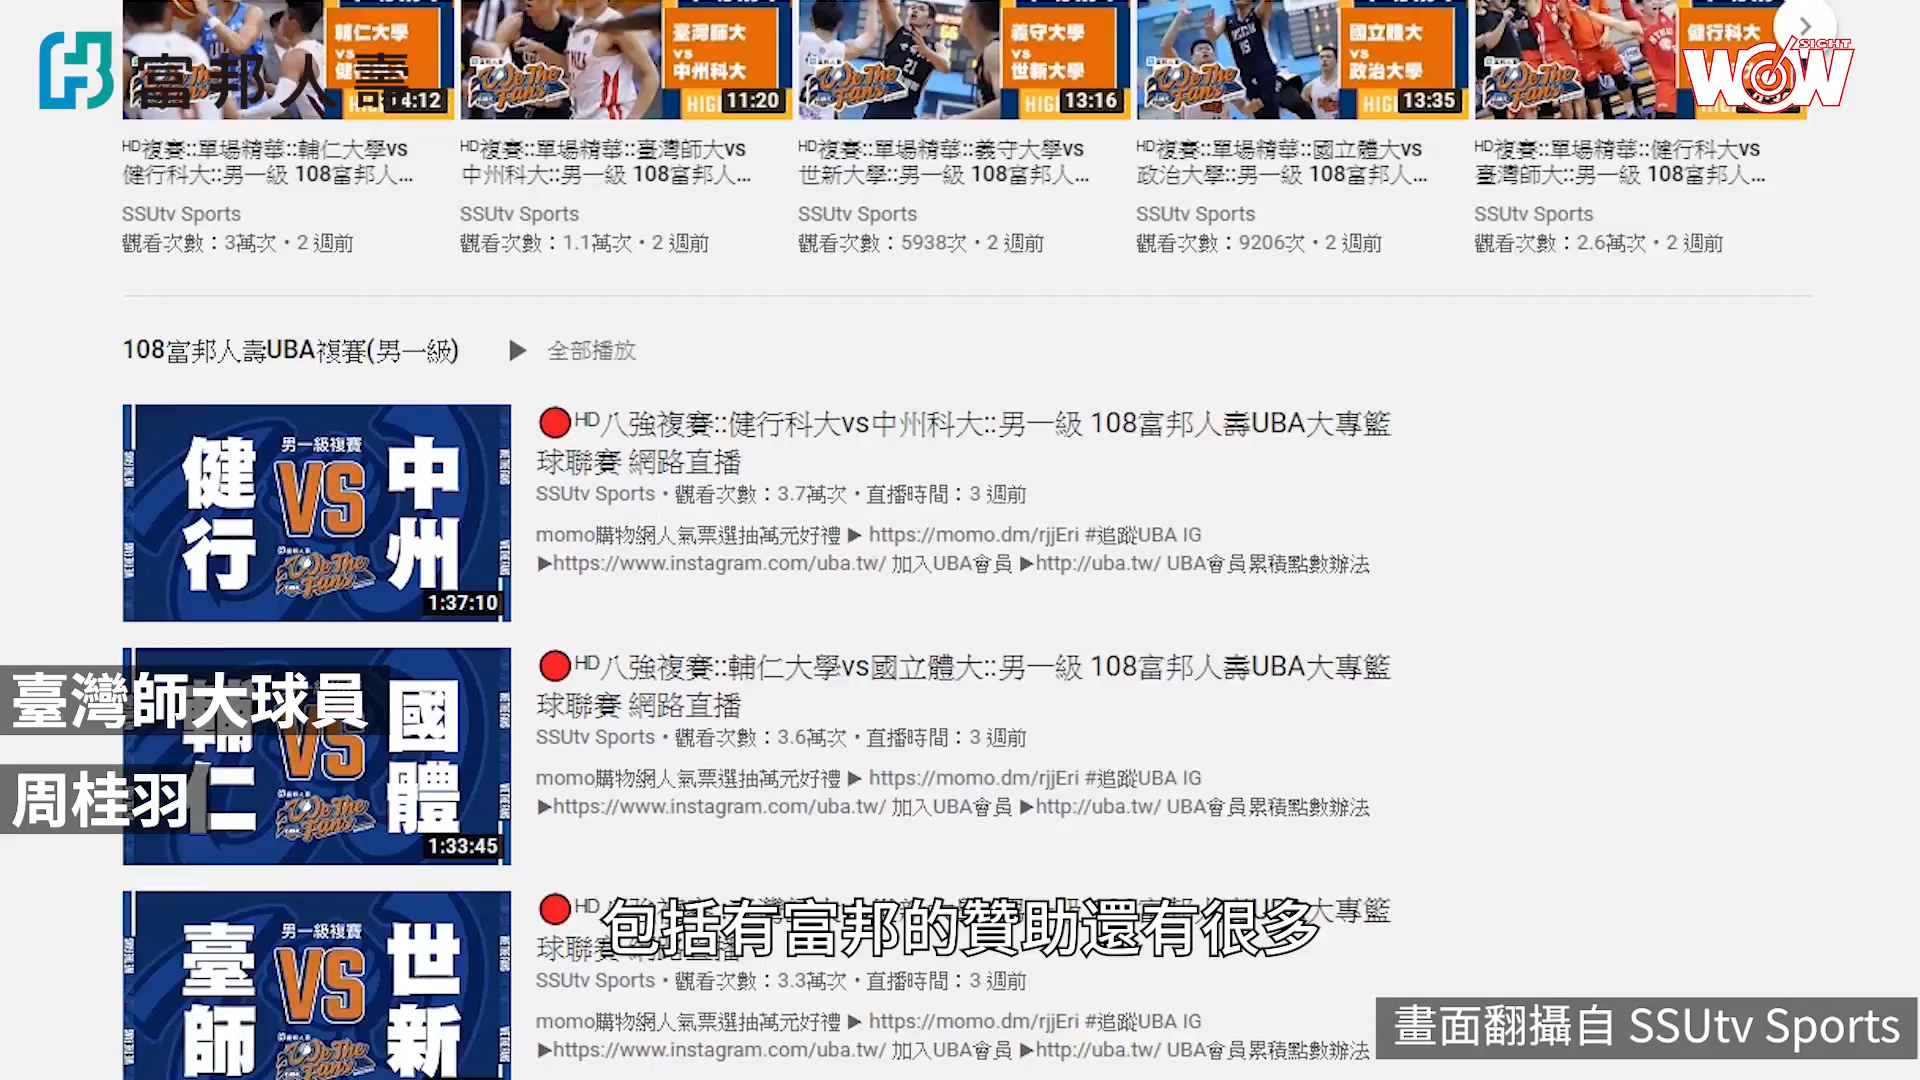 富邦人壽
WOW SIGHT
輔仁大學
vs
臺灣師大
vs
中州科大
義守大學
vs
世新大學
國立體大
vs
政治大學
健行科大
We The Fans
4:12
11:20
13:16
13:35
HD複賽::單場精華::輔仁大學vs
健行科大::男一級 108富邦人...
SSUtv Sports
觀看次數：3萬次・2 週前
HD複賽::單場精華::臺灣師大vs
中州科大::男一級 108富邦人...
SSUtv Sports
觀看次數：1.1萬次・2 週前
HD複賽::單場精華::義守大學vs
世新大學::男一級 108富邦人...
SSUtv Sports
觀看次數：5938次・2 週前
HD複賽::單場精華::國立體大vs
政治大學::男一級 108富邦人...
SSUtv Sports
觀看次數：9206次・2 週前
HD複賽::單場精華::健行科大vs
臺灣師大::男一級 108富邦人...
SSUtv Sports
觀看次數：2.6萬次・2 週前
108富邦人壽UBA複賽(男一級)
▶ 全部播放
男一級複賽
健行
VS
中州
We The Fans
1:37:10
HD八強複賽::健行科大vs中州科大::男一級 108富邦人壽UBA大專籃
球聯賽 網路直播
SSUtv Sports・觀看次數：3.7萬次・直播時間：3 週前
momo購物網人氣票選抽萬元好禮 ▶ https://momo.dm/rjjEri #追蹤UBA IG
▶https://www.instagram.com/uba.tw/ 加入UBA會員 ▶http://uba.tw/ UBA會員累積點數辦法
輔仁
VS
國體
We The Fans
1:33:45
HD八強複賽::輔仁大學vs國立體大::男一級 108富邦人壽UBA大專籃
球聯賽 網路直播
SSUtv Sports・觀看次數：3.6萬次・直播時間：3 週前
momo購物網人氣票選抽萬元好禮 ▶ https://momo.dm/rjjEri #追蹤UBA IG
▶https://www.instagram.com/uba.tw/ 加入UBA會員 ▶http://uba.tw/ UBA會員累積點數辦法
臺灣師大球員
周桂羽
男一級複賽
臺師
VS
世新
We The Fans
HD
大專籃
球聯賽
SSUtv Sports・觀看次數：3.3萬次・直播時間：3 週前
momo購物網人氣票選抽萬元好禮 ▶ https://momo.dm/rjjEri #追蹤UBA IG
▶https://www.instagram.com/uba.tw/ 加入UBA會員 ▶http://uba.tw/ UBA會員累積點數辦法
包括有富邦的贊助還有很多
畫面翻攝自 SSUtv Sports